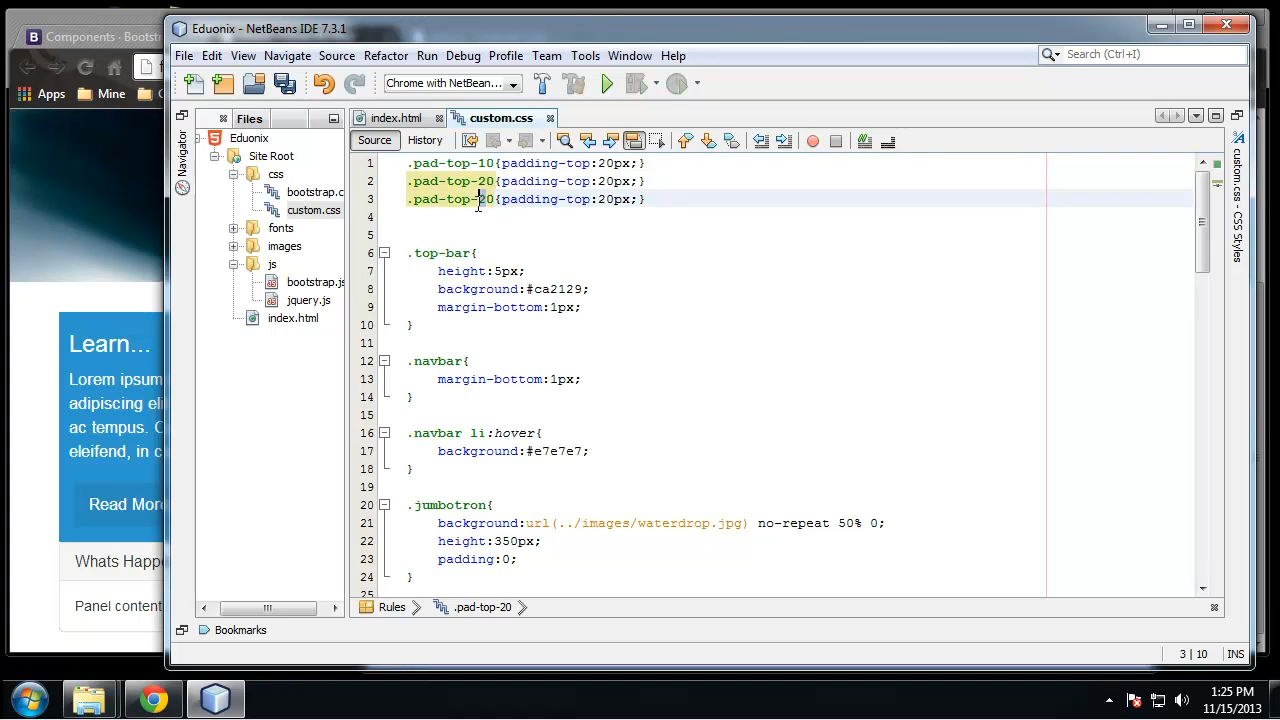 Components - Bootst
Eduonix - NetBeans IDE 7.3.1
File Edit View Navigate Source Refactor Run Debug Profile Team Tools Window Help
Search (Ctrl+I)
Chrome with NetBean...
Apps Mine
Files
index.html
custom.css
Navigator
Source History
Eduonix
Site Root
css
bootstrap.c
custom.css
fonts
images
js
bootstrap.js
jquery.js
index.html
1 .pad-top-10{padding-top:20px;}
2 .pad-top-20{padding-top:20px;}
3 .pad-top-20{padding-top:20px;}
4
5
6 .top-bar{
7 height:5px;
8 background:#ca2129;
9 margin-bottom:1px;
10 }
11
12 .navbar{
13 margin-bottom:1px;
14 }
15
16 .navbar li:hover{
17 background:#e7e7e7;
18 }
19
20 .jumbotron{
21 background:url(../images/waterdrop.jpg) no-repeat 50% 0;
22 height:350px;
23 padding:0;
24 }
25
custom.css - CSS Styles
Learn...
Lorem ipsum
adipiscing eli
ac tempus. C
eleifend, in c
Read More
Whats Happe
Panel content
Rules .pad-top-20
Bookmarks
3 | 10 INS
1:25 PM
11/15/2013